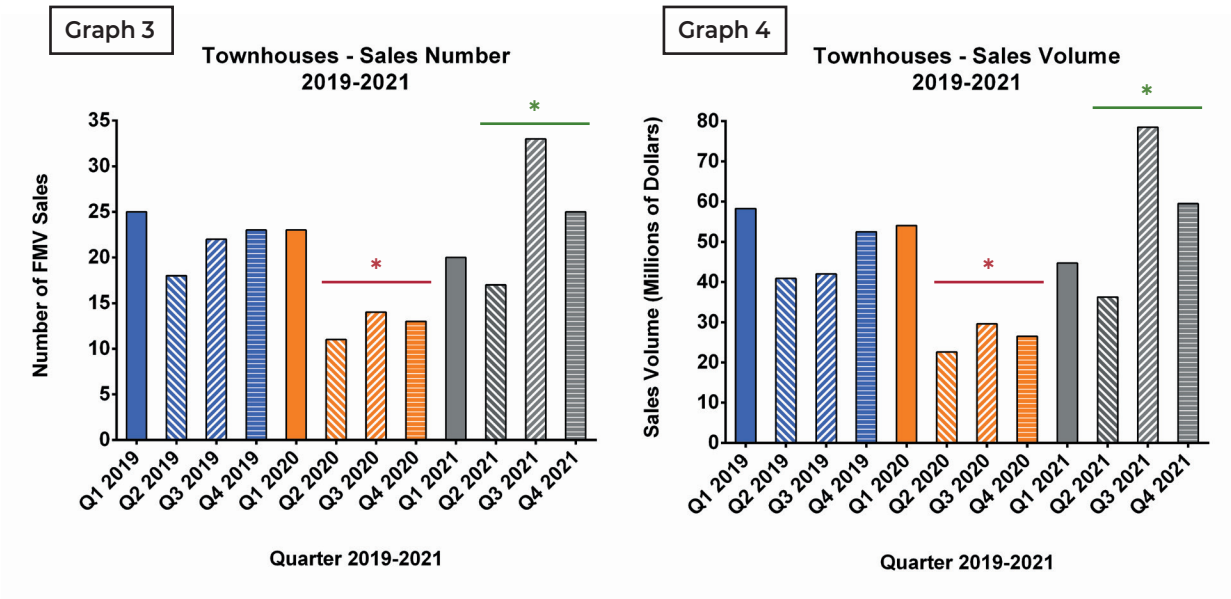 Graph 3
Townhouses - Sales Number
2019-2021
*
*
Number of FMV Sales
35
30
25
20
15
10
5
0
Q1 2019
Q2 2019
Q3 2019
Q4 2019
Q1 2020
Q2 2020
Q3 2020
Q4 2020
Q1 2021
Q2 2021
Q3 2021
Q4 2021
Quarter 2019-2021
Graph 4
Townhouses - Sales Volume
2019-2021
*
*
Sales Volume (Millions of Dollars)
80
70
60
50
40
30
20
10
0
Q1 2019
Q2 2019
Q3 2019
Q4 2019
Q1 2020
Q2 2020
Q3 2020
Q4 2020
Q1 2021
Q2 2021
Q3 2021
Q4 2021
Quarter 2019-2021